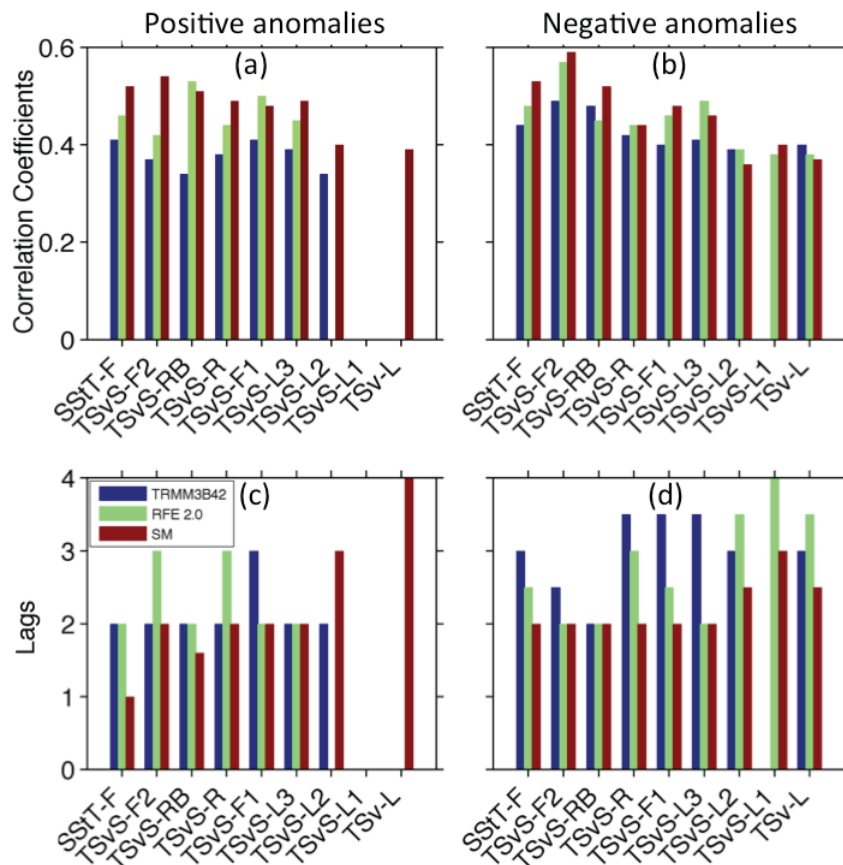 Positive anomalies
Negative anomalies
(a)
(b)
Correlation Coefficients
0.6
0.4
0.2
0
SStT-F
TSvS-F2
TSvS-RB
TSvS-R
TSvS-F1
TSvS-L3
TSvS-L2
TSvS-L1
TSv-L
SStT-F
TSvS-F2
TSvS-RB
TSvS-R
TSvS-F1
TSvS-L3
TSvS-L2
TSvS-L1
TSv-L
(c)
(d)
TRMM3B42
RFE 2.0
SM
Lags
4
3
2
1
0
SStT-F
TSvS-F2
TSvS-RB
TSvS-R
TSvS-F1
TSvS-L3
TSvS-L2
TSvS-L1
TSv-L
SStT-F
TSvS-F2
TSvS-RB
TSvS-R
TSvS-F1
TSvS-L3
TSvS-L2
TSvS-L1
TSv-L